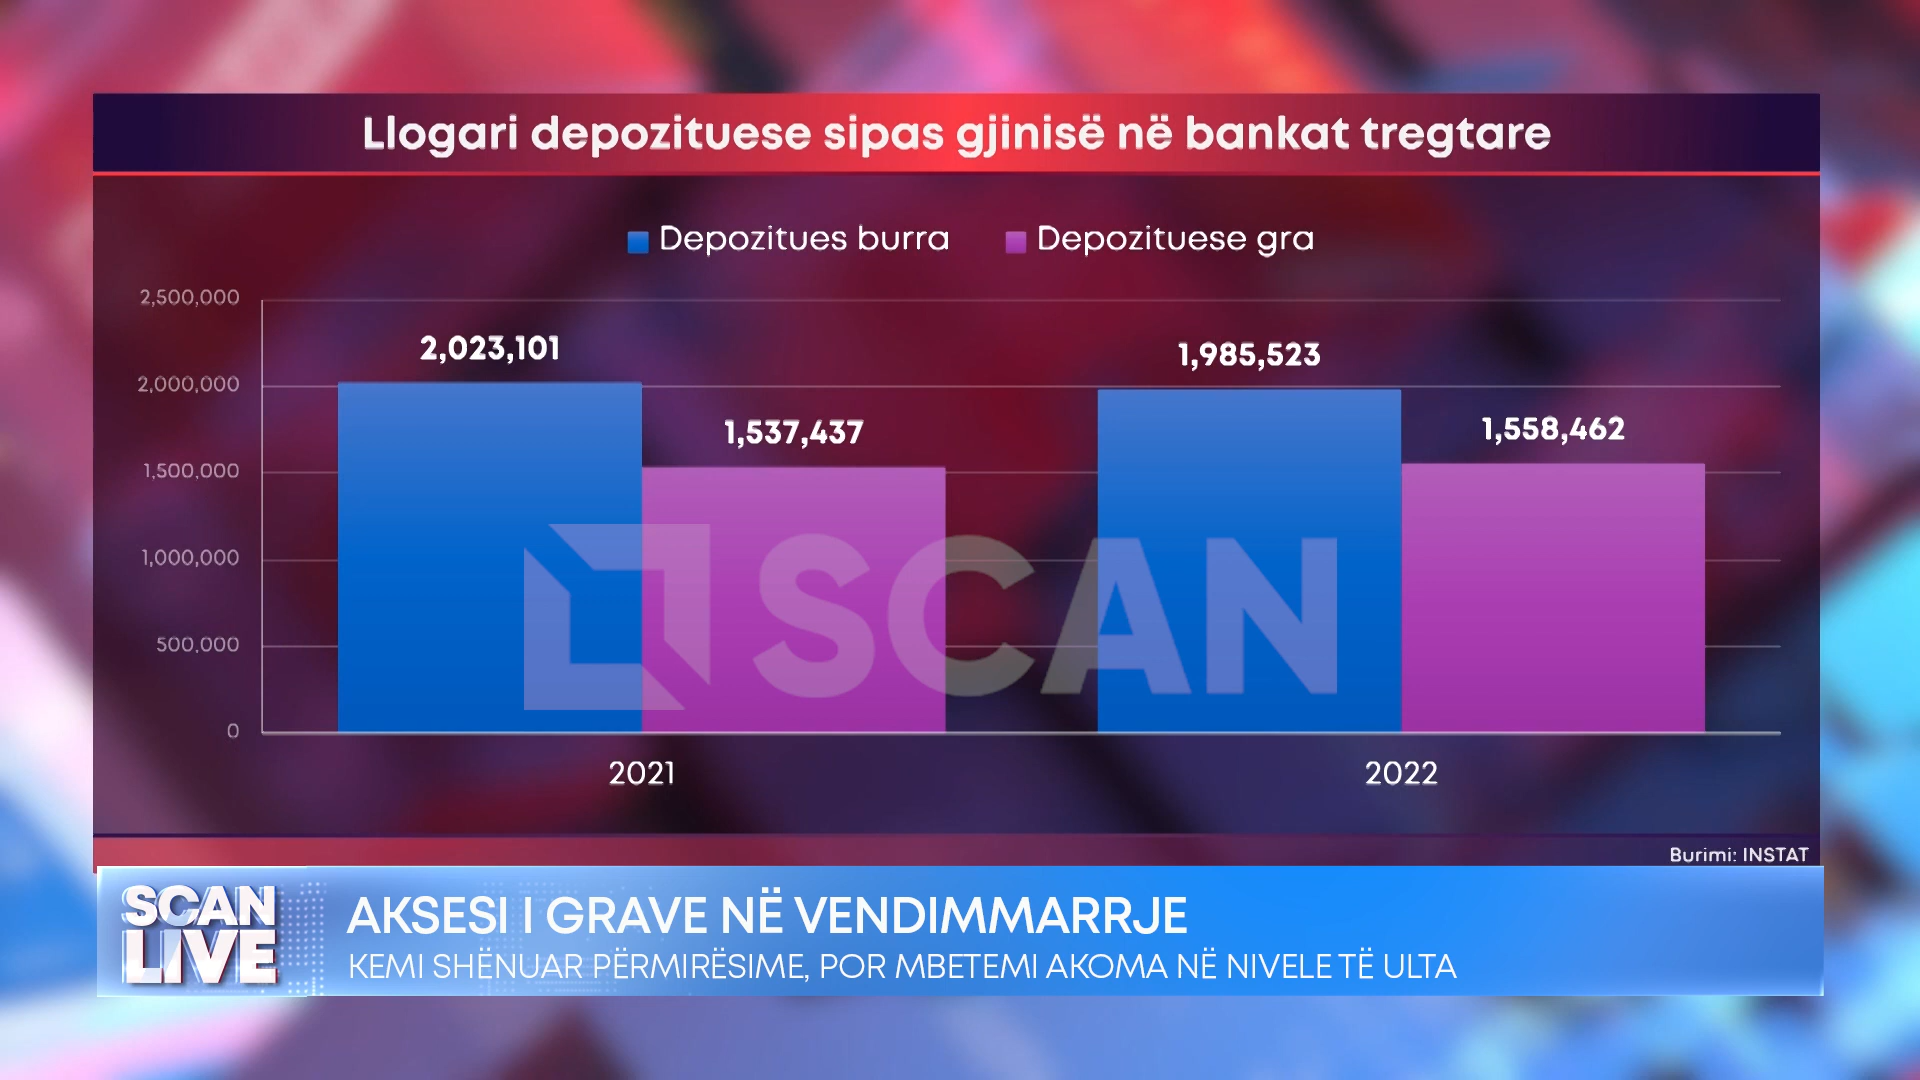 Llogari depozituese sipas gjinisë në bankat tregtare
Depozitues burra Depozituese gra
2,500,000
2,000,000
1,500,000
1,000,000
500,000
0
2,023,101
1,537,437
1,985,523
1,558,462
SCAN
2021 2022
Burimi: INSTAT
SCAN
LIVE
AKSESI I GRAVE NË VENDIMMARRJE
KEMI SHËNUAR PËRMIRËSIME, POR MBETEMI AKOMA NË NIVELE TË ULTA